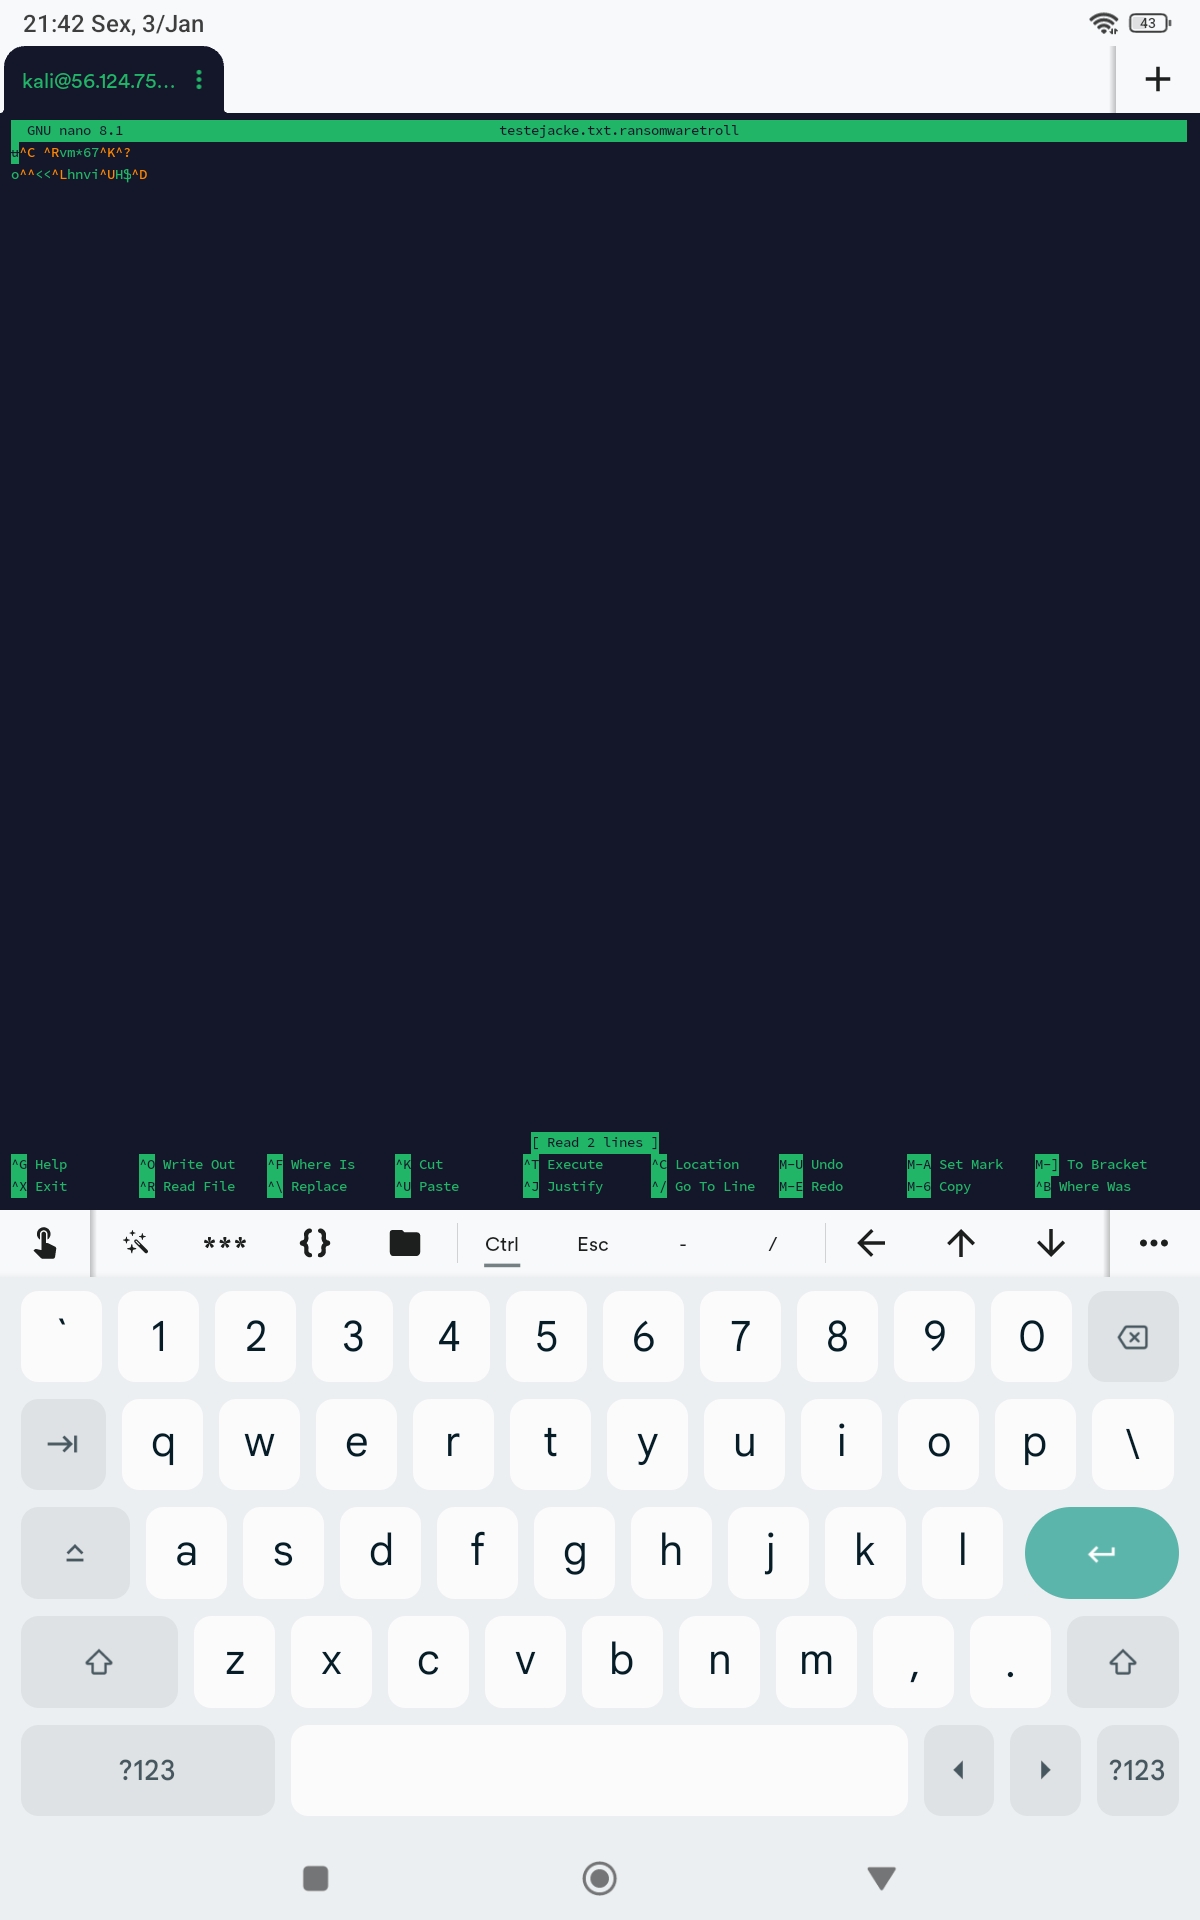 21:42 Sex, 3/Jan
43
kali@56.124.75...
GNU nano 8.1 testejacke.txt.ransomwaretroll
^C ^Rvm*67^K^?
o^^<<^Lhnvi^UH^D
[ Read 2 lines ]
^G Help ^O Write Out ^F Where Is ^K Cut ^T Execute ^C Location M-U Undo M-A Set Mark M-] To Bracket
^X Exit ^R Read File ^\ Replace ^U Paste ^J Justify ^/ Go To Line M-E Redo M-6 Copy ^B Where Was
*** {} Ctrl Esc - /
` 1 2 3 4 5 6 7 8 9 0
q w e r t y u i o p \
a s d f g h j k l
z x c v b n m , .
?123 ?123